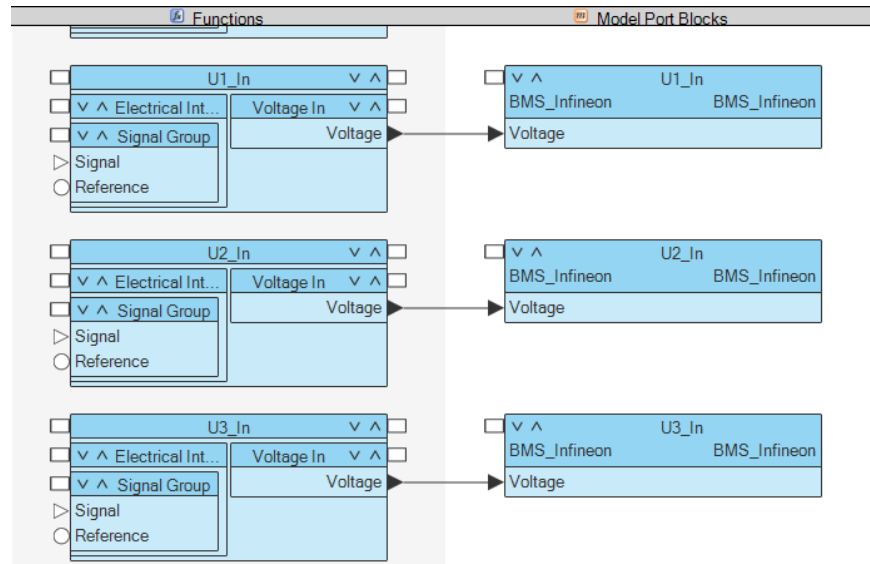 Functions
Model Port Blocks
U1_In
Electrical Int...
Voltage In
Signal Group
Voltage
Signal
Reference
U1_In
BMS_Infineon BMS_Infineon
Voltage
U2_In
Electrical Int...
Voltage In
Signal Group
Voltage
Signal
Reference
U2_In
BMS_Infineon BMS_Infineon
Voltage
U3_In
Electrical Int...
Voltage In
Signal Group
Voltage
Signal
Reference
U3_In
BMS_Infineon BMS_Infineon
Voltage